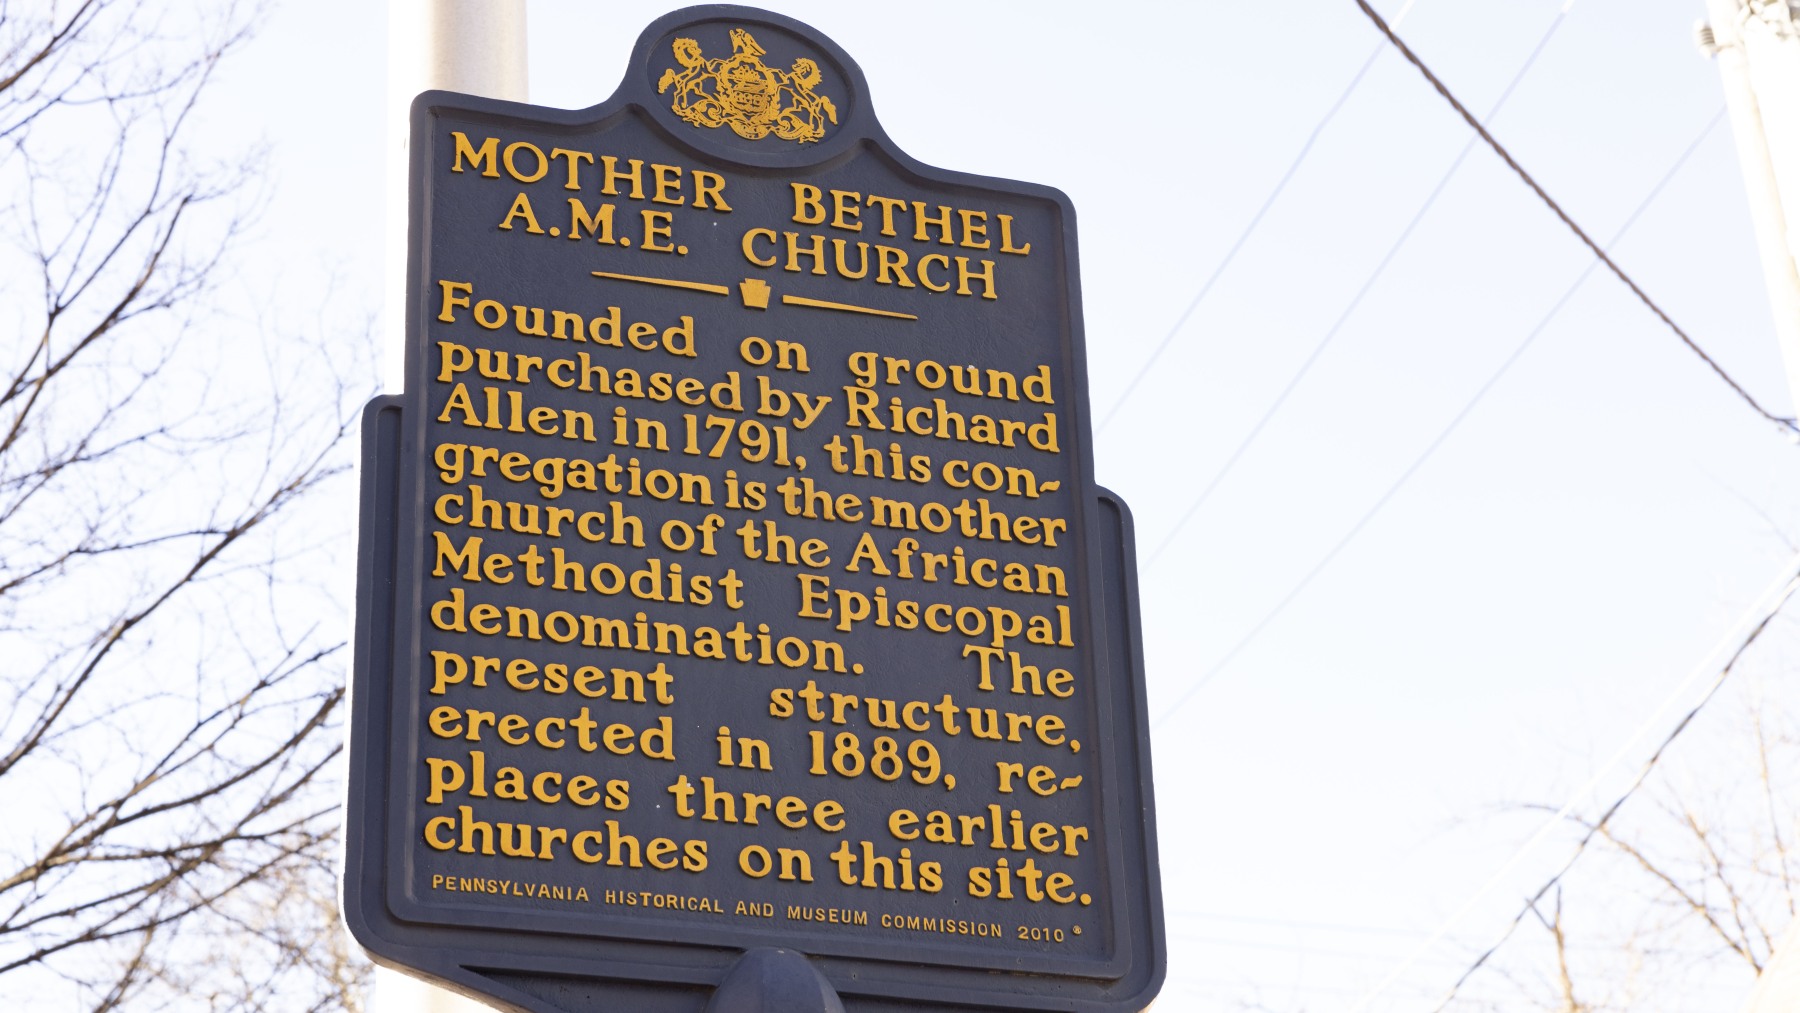 MOTHER BETHEL
A.M.E. CHURCH
Founded on ground
purchased by Richard
Allen in 1791, this con-
gregation is the mother
church of the African
Methodist Episcopal
denomination. The
present structure,
erected in 1889, re-
places three earlier
churches on this site.
PENNSYLVANIA HISTORICAL AND MUSEUM COMMISSION 2010